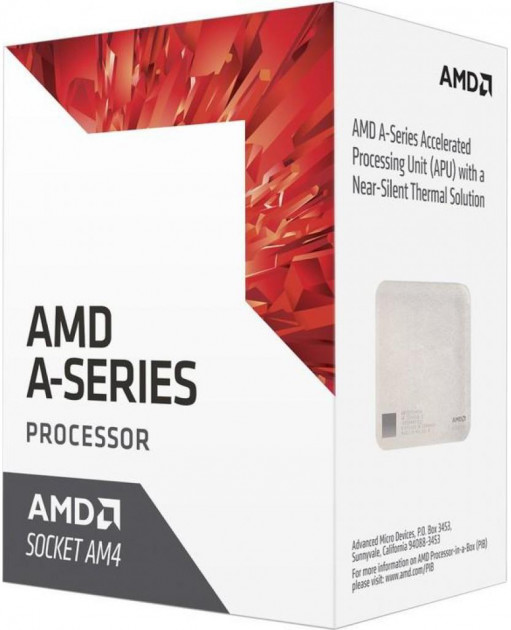 AMD
A-SERIES
PROCESSOR
AMD
SOCKET AM4
AMD
AMD A-Series Accelerated
Processing Unit (APU) with a
Near-Silent Thermal Solution
AMD
Advanced Micro Devices, P.O. Box 3453,
Sunnyvale, California 94088-3453
For more information on AMD Processor-in-a-Box (PIB)
please visit: www.amd.com/PIB